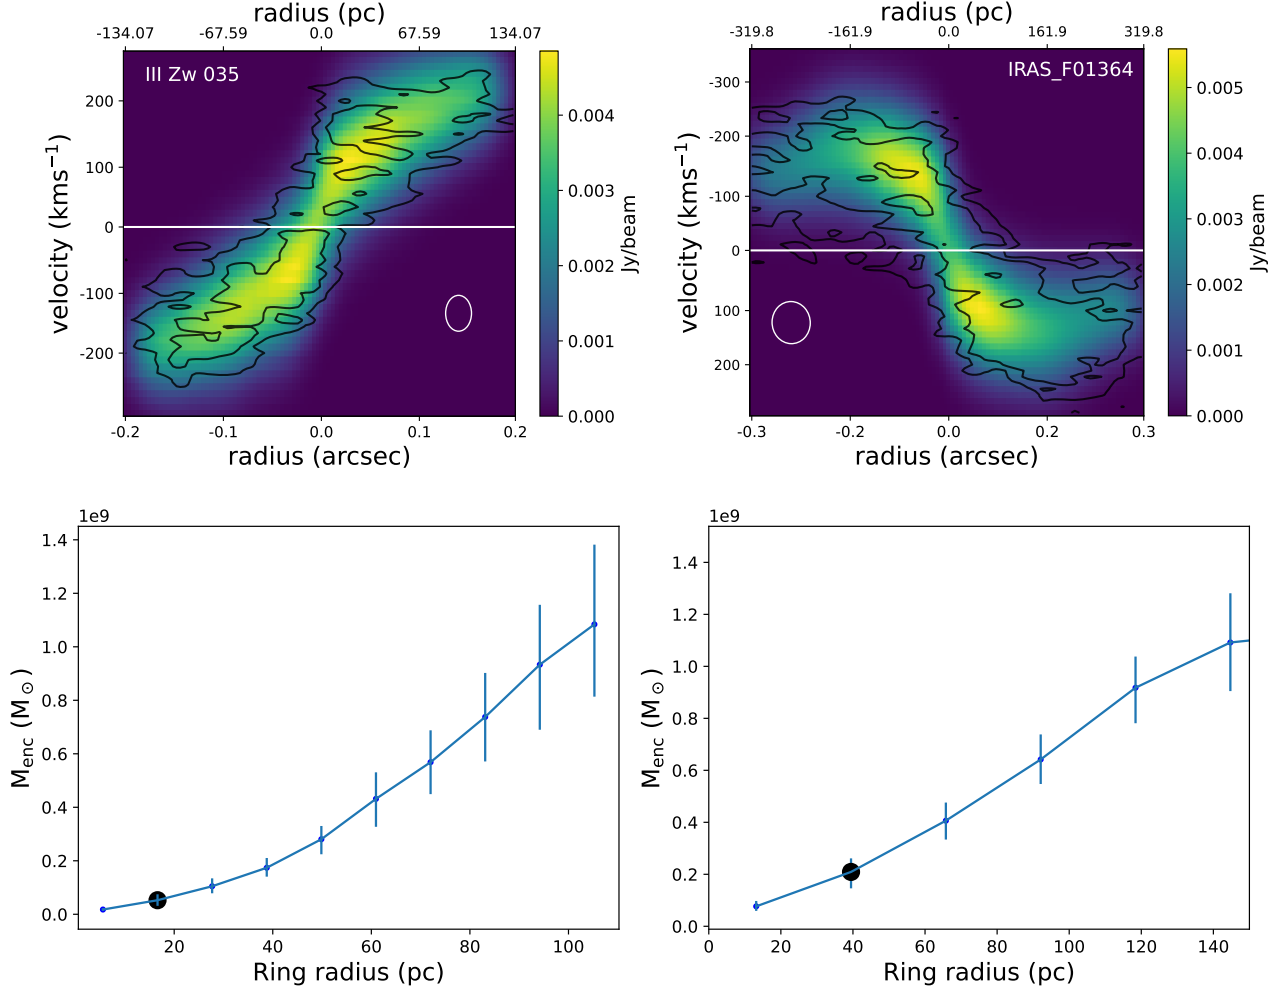 radius (pc)
-134.07 -67.59 0.0 67.59 134.07
III Zw 035
200
100
0
-100
-200
velocity (kms⁻¹)
-0.2 -0.1 0.0 0.1 0.2
radius (arcsec)
0.004
0.003
0.002
0.001
0.000
Jy/beam
radius (pc)
-319.8 -161.9 0.0 161.9 319.8
IRAS_F01364
-300
-200
-100
0
100
200
velocity (kms⁻¹)
-0.3 -0.2 0.0 0.2 0.3
radius (arcsec)
0.005
0.004
0.003
0.002
0.001
0.000
Jy/beam
1e9
1.4
1.2
1.0
0.8
0.6
0.4
0.2
0.0
M_enc (M_⊙)
20 40 60 80 100
Ring radius (pc)
1e9
1.4
1.2
1.0
0.8
0.6
0.4
0.2
0.0
M_enc (M_⊙)
0 20 40 60 80 100 120 140
Ring radius (pc)